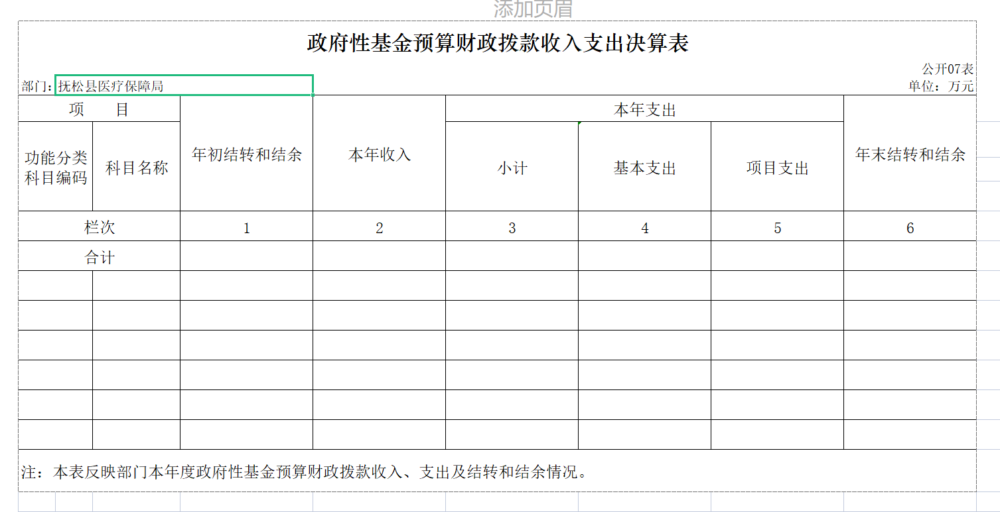 添加页眉
政府性基金预算财政拨款收入支出决算表
公开07表
部门：抚松县医疗保障局 单位：万元
项 目 年初结转和结余 本年收入 本年支出 年末结转和结余
功能分类科目编码 科目名称 小计 基本支出 项目支出
栏次 1 2 3 4 5 6
合计
注：本表反映部门本年度政府性基金预算财政拨款收入、支出及结转和结余情况。